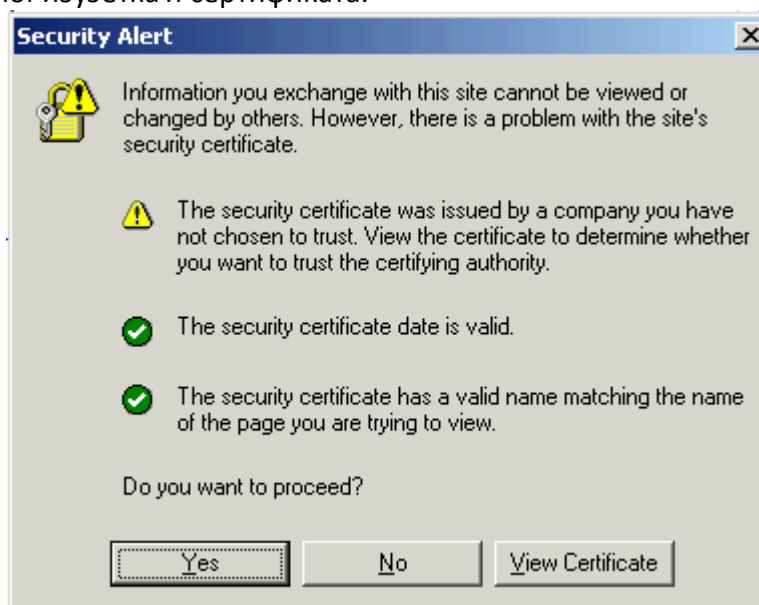 сертификата.
Security Alert
Information you exchange with this site cannot be viewed or
changed by others. However, there is a problem with the site's
security certificate.
The security certificate was issued by a company you have
not chosen to trust. View the certificate to determine whether
you want to trust the certifying authority.
The security certificate date is valid.
The security certificate has a valid name matching the name
of the page you are trying to view.
Do you want to proceed?
Yes No View Certificate